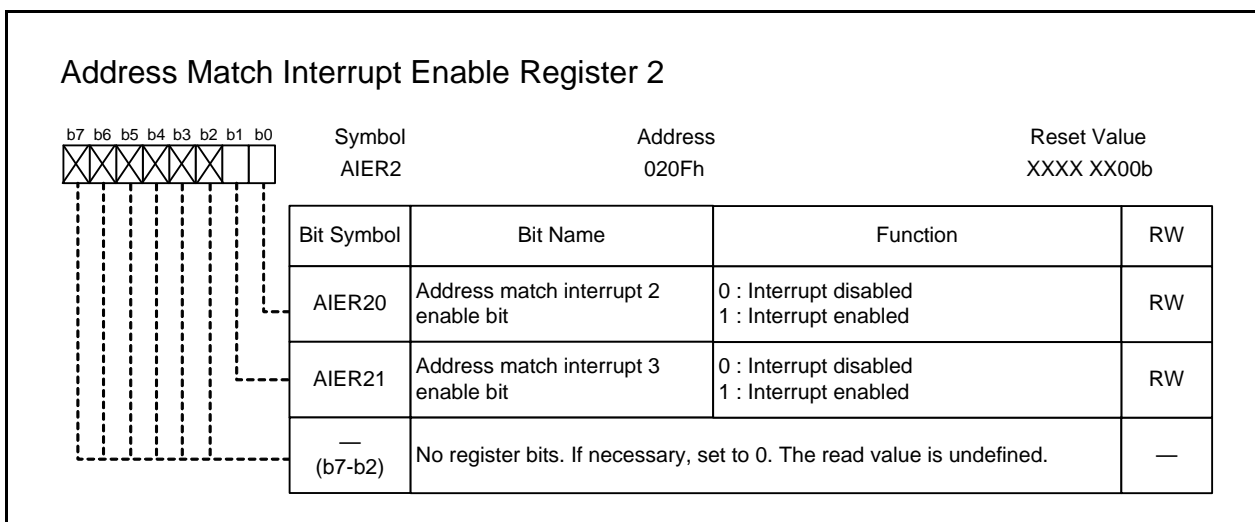 Address Match Interrupt Enable Register 2
b7 b6 b5 b4 b3 b2 b1 b0
Symbol Address Reset Value
AIER2 020Fh XXXX XX00b
Bit Symbol Bit Name Function RW
AIER20 Address match interrupt 2 0 : Interrupt disabled RW
enable bit 1 : Interrupt enabled
AIER21 Address match interrupt 3 0 : Interrupt disabled RW
enable bit 1 : Interrupt enabled
— No register bits. If necessary, set to 0. The read value is undefined. —
(b7-b2)